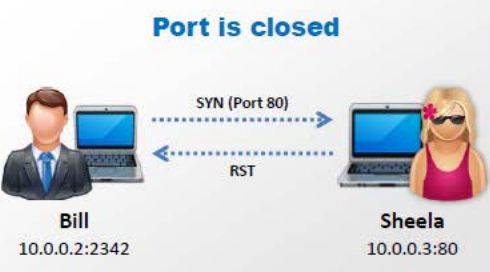 Port is closed
SYN (Port 80)
RST
Bill
Sheela
10.0.0.2:2342
10.0.0.3:80